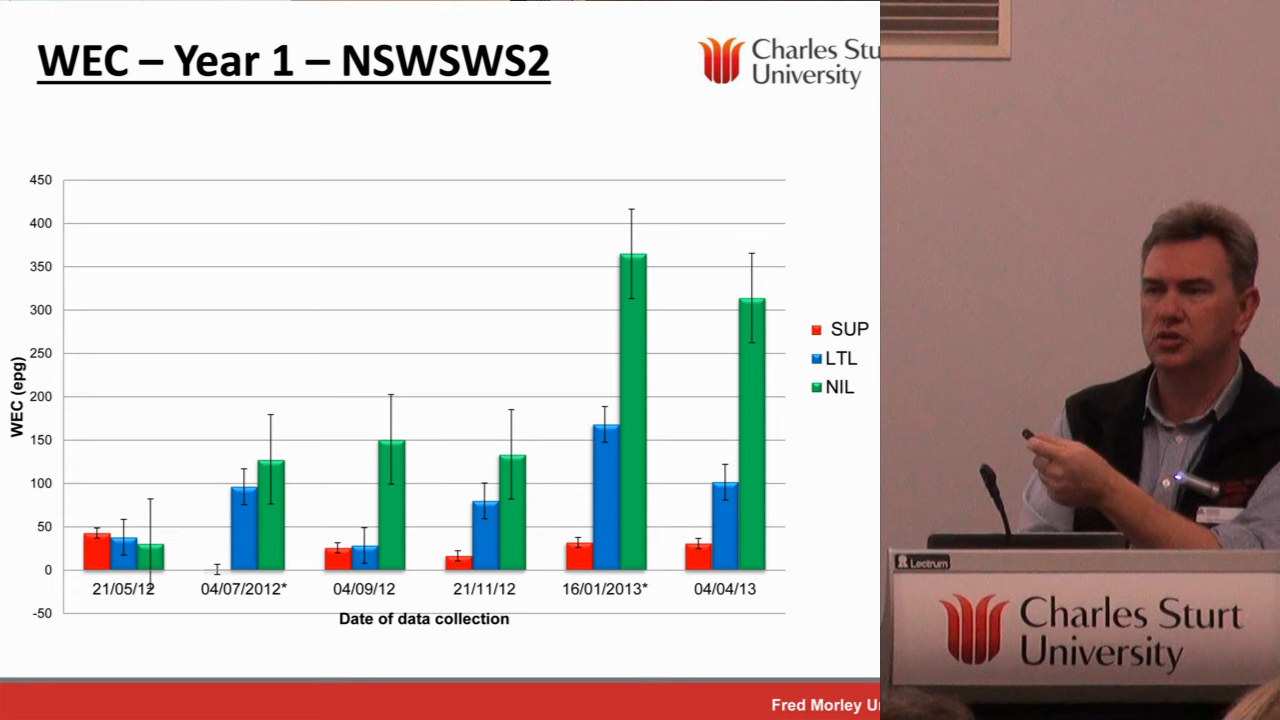 WEC – Year 1 – NSWSWS2
Charles Stu
University
450
400
350
300
250
200
150
100
50
0
-50
WEC (epg)
21/05/12
04/07/2012*
04/09/12
21/11/12
16/01/2013*
04/04/13
Date of data collection
SUP
LTL
NIL
Fred Morley U
Lectrum
Charles Sturt
University